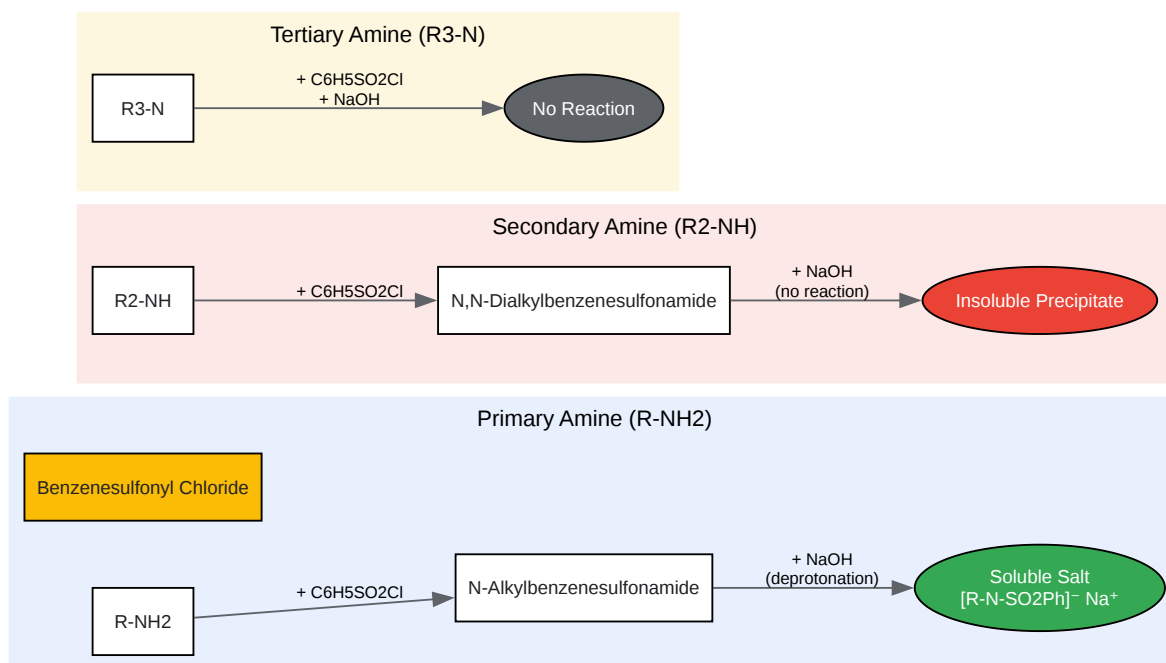 Tertiary Amine (R3-N)
R3-N
+ C6H5SO2Cl
+ NaOH
No Reaction
Secondary Amine (R2-NH)
R2-NH
+ C6H5SO2Cl
N,N-Dialkylbenzenesulfonamide
+ NaOH
(no reaction)
Insoluble Precipitate
Primary Amine (R-NH2)
Benzenesulfonyl Chloride
R-NH2
+ C6H5SO2Cl
N-Alkylbenzenesulfonamide
+ NaOH
(deprotonation)
Soluble Salt
[R-N-SO2Ph]⁻ Na⁺